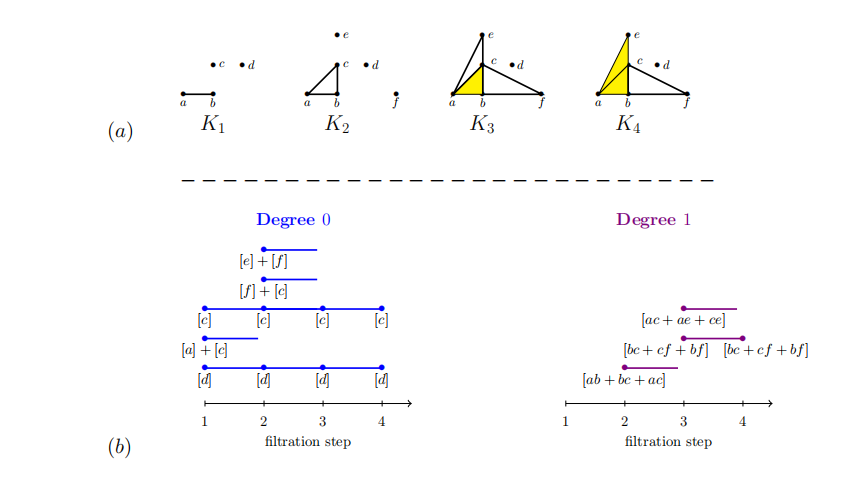 e
e
e
c d
c d
c d
c d
a b
a b f
a b f
a b f
(a) K₁ K₂ K₃ K₄
Degree 0 Degree 1
[e] + [f]
[f] + [c]
[c] [c] [c] [c]
[ac + ae + ce]
[a] + [c]
[bc + cf + bf] [bc + cf + bf]
[d] [d] [d] [d]
[ab + bc + ac]
1 2 3 4
1 2 3 4
filtration step
filtration step
(b)